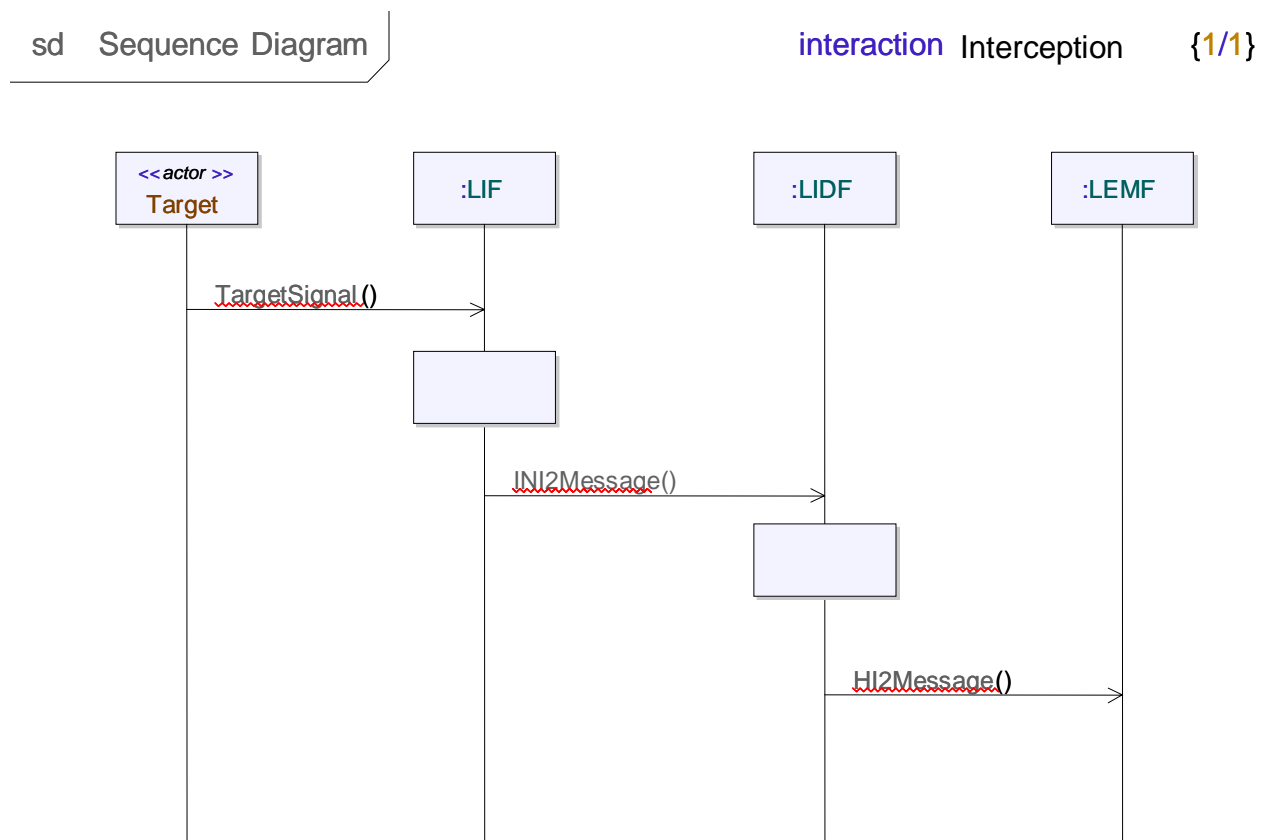 sd Sequence Diagram
interaction Interception {1/1}
<<actor >>
Target
:LIF
:LIDF
:LEMF
TargetSignal()
INI2Message()
HI2Message()